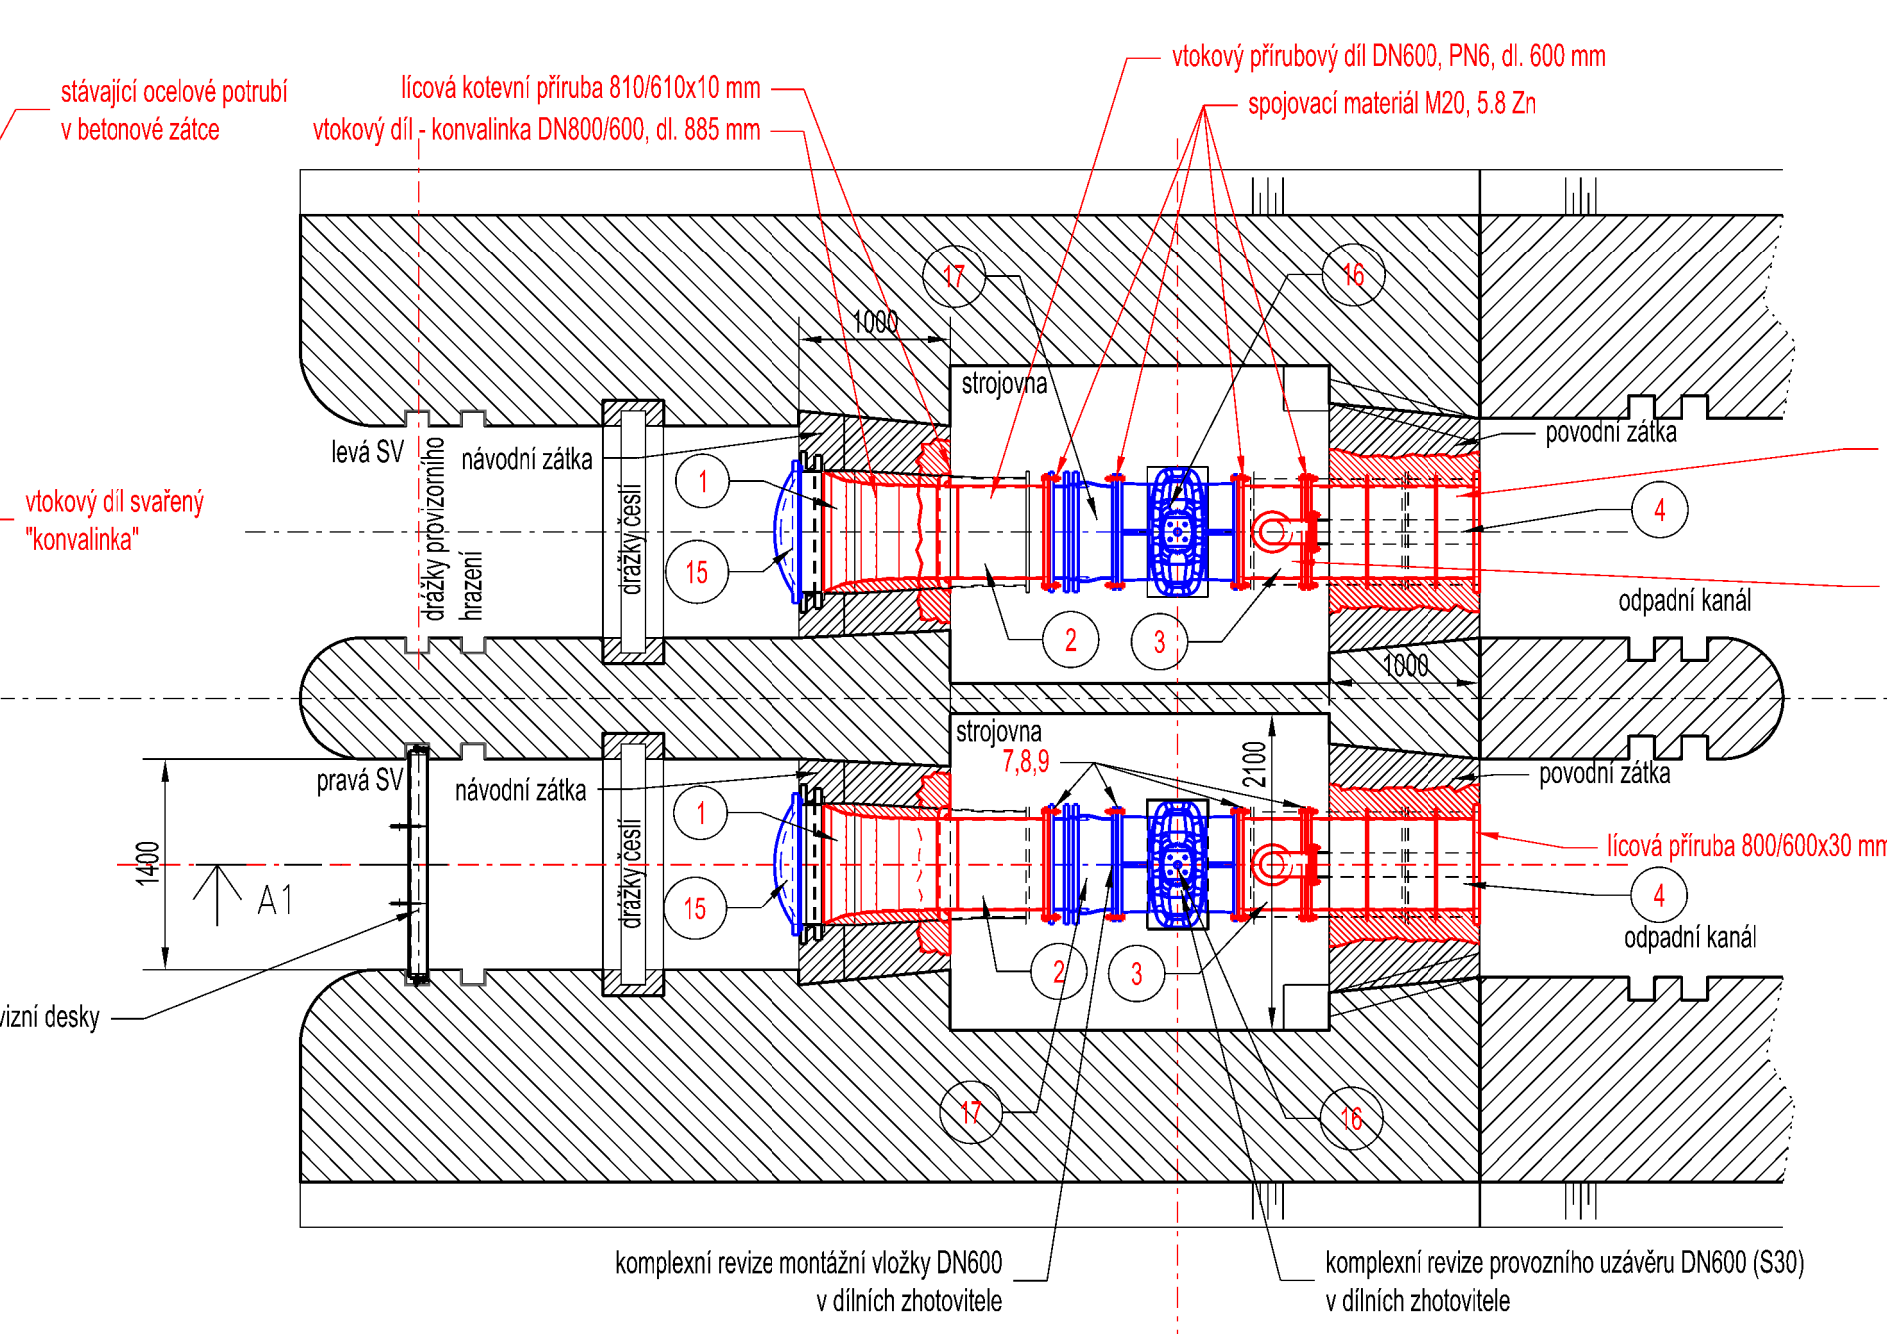 vtokový přírubový díl DN600, PN6, dl. 600 mm
stávající ocelové potrubí
v betonové zátce
lícová kotevní příruba 810/610x10 mm
spojovací materiál M20, 5.8 Zn
vtokový díl - konvalinka DN800/600, dl. 885 mm
17
16
1000
strojovna
levá SV
návodní zátka
povodní zátka
1
4
vtokový díl svařený
"konvalinka"
drážky provizorního
hrazení
drážky česlí
15
2
3
odpadní kanál
1000
strojovna
7,8,9
2100
pravá SV
návodní zátka
povodní zátka
1
1400
A1
drážky česlí
15
lícová příruba 800/600x30 mm
4
odpadní kanál
2
3
vizní desky
17
16
komplexní revize montážní vložky DN600
v dílních zhotovitele
komplexní revize provozního uzávěru DN600 (S30)
v dílních zhotovitele